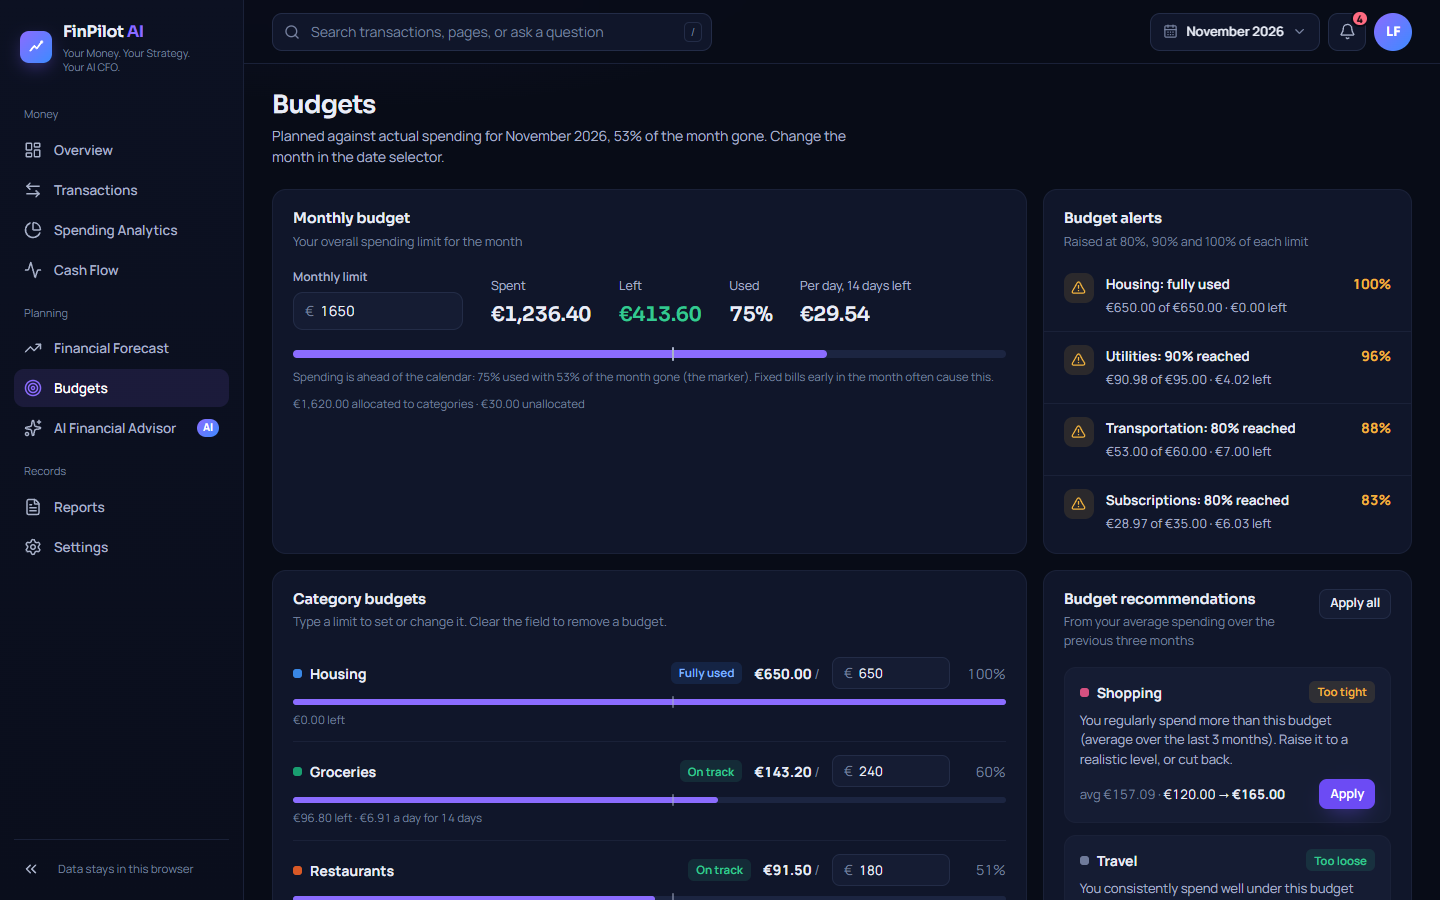 FinPilot AI
Your Money. Your Strategy.
Your AI CFO.
Money
Overview
Transactions
Spending Analytics
Cash Flow
Planning
Financial Forecast
Budgets
AI Financial Advisor
AI
Records
Reports
Settings
Data stays in this browser
Search transactions, pages, or ask a question
/
November 2026
4
LF
Budgets
Planned against actual spending for November 2026, 53% of the month gone. Change the
month in the date selector.
Monthly budget
Your overall spending limit for the month
Monthly limit
€ 1650
Spent
€1,236.40
Left
€413.60
Used
75%
Per day, 14 days left
€29.54
Spending is ahead of the calendar: 75% used with 53% of the month gone (the marker). Fixed bills early in the month often cause this.
€1,620.00 allocated to categories · €30.00 unallocated
Budget alerts
Raised at 80%, 90% and 100% of each limit
Housing: fully used 100%
€650.00 of €650.00 · €0.00 left
Utilities: 90% reached 96%
€90.98 of €95.00 · €4.02 left
Transportation: 80% reached 88%
€53.00 of €60.00 · €7.00 left
Subscriptions: 80% reached 83%
€28.97 of €35.00 · €6.03 left
Category budgets
Type a limit to set or change it. Clear the field to remove a budget.
Housing Fully used €650.00 / € 650 100%
€0.00 left
Groceries On track €143.20 / € 240 60%
€96.80 left · €6.91 a day for 14 days
Restaurants On track €91.50 / € 180 51%
Budget recommendations
Apply all
From your average spending over the
previous three months
Shopping Too tight
You regularly spend more than this budget
(average over the last 3 months). Raise it to a
realistic level, or cut back.
avg €157.09 · €120.00 → €165.00 Apply
Travel Too loose
You consistently spend well under this budget